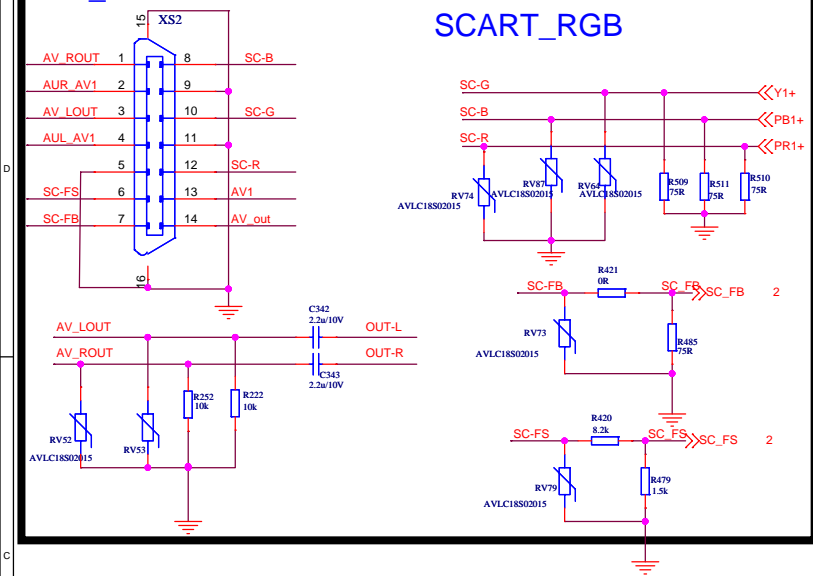 SCART_RGB
15
XS2
AV_ROUT 1 8 SC-B
AUR_AV1 2 9
AV_LOUT 3 10 SC-G
AUL_AV1 4 11
5 12 SC-R
SC-FS 6 13 AV1
SC-FB 7 14 AV_out
16
SC-G Y1+
SC-B PB1+
SC-R PR1+
RV74
AVLC18S02015
RV87
AVLC18S02015
RV64
AVLC18S02015
R509
75R
R511
75R
R510
75R
D
R421
0R
SC-FB SC_FB SC_FB 2
RV73
AVLC18S02015
R485
75R
C342
2.2u/10V
AV_LOUT OUT-L
AV_ROUT OUT-R
C343
2.2u/10V
R252
10k
R222
10k
RV52
AVLC18S02015
RV53
R420
8.2k
SC-FS SC_FS SC_FS 2
RV79
AVLC18S02015
R479
1.5k
C